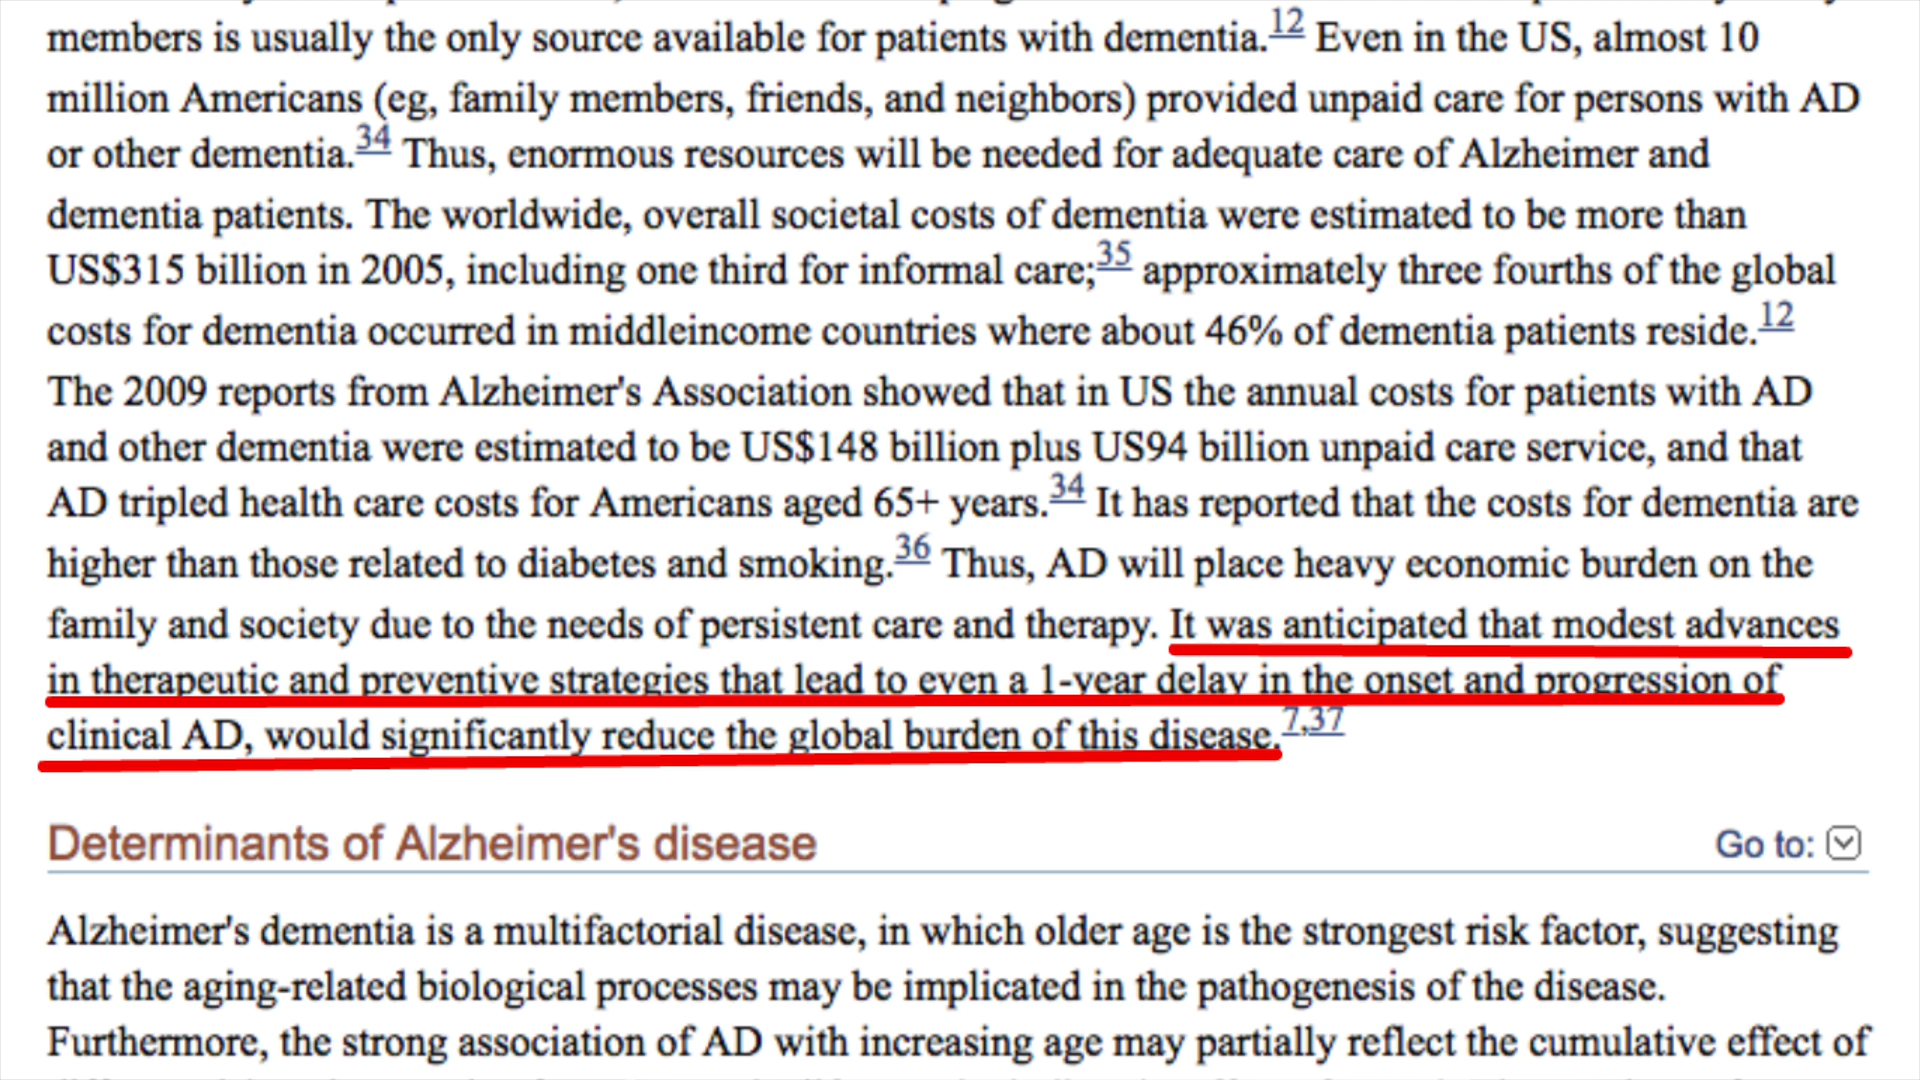 members is usually the only source available for patients with dementia.12 Even in the US, almost 10
million Americans (eg, family members, friends, and neighbors) provided unpaid care for persons with AD
or other dementia.34 Thus, enormous resources will be needed for adequate care of Alzheimer and
dementia patients. The worldwide, overall societal costs of dementia were estimated to be more than
US$315 billion in 2005, including one third for informal care;35 approximately three fourths of the global
costs for dementia occurred in middleincome countries where about 46% of dementia patients reside.12
The 2009 reports from Alzheimer's Association showed that in US the annual costs for patients with AD
and other dementia were estimated to be US$148 billion plus US94 billion unpaid care service, and that
AD tripled health care costs for Americans aged 65+ years.34 It has reported that the costs for dementia are
higher than those related to diabetes and smoking.36 Thus, AD will place heavy economic burden on the
family and society due to the needs of persistent care and therapy. It was anticipated that modest advances
in therapeutic and preventive strategies that lead to even a 1-year delay in the onset and progression of
clinical AD, would significantly reduce the global burden of this disease.7,37
Determinants of Alzheimer's disease Go to:
Alzheimer's dementia is a multifactorial disease, in which older age is the strongest risk factor, suggesting
that the aging-related biological processes may be implicated in the pathogenesis of the disease.
Furthermore, the strong association of AD with increasing age may partially reflect the cumulative effect of